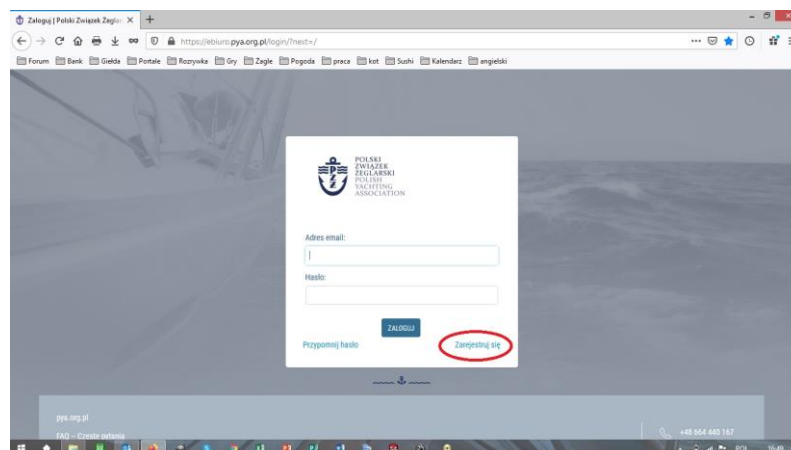 Zaloguj | Polski Związek Żeglar
https://ebiuro.pya.org.pl/login/?next=/
Forum Bank Giełda Portale Rozrywka Gry Żagle Pogoda praca kot Sushi Kalendarz angielski
POLSKI
ZWIĄZEK
ŻEGLARSKI
POLISH
YACHTING
ASSOCIATION
Adres email:
Hasło:
ZALOGUJ
Przypomnij hasło Zarejestruj się
pya.org.pl
+48 664 440 167
FAQ – Częste pytania
POL 16:49